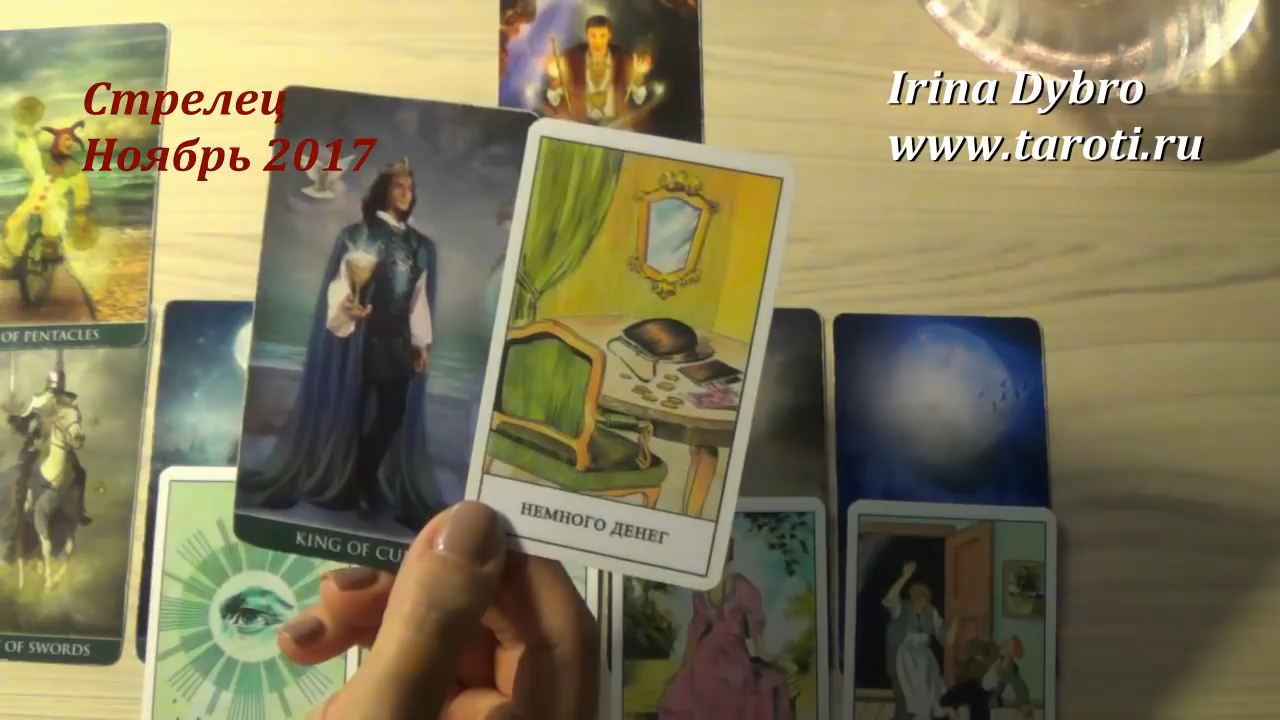 Стрелец
Ноябрь 2017
Irina Dybro
www.taroti.ru
OF PENTACLES
KING OF CU
НЕМНОГО ДЕНЕГ
OF SWORDS